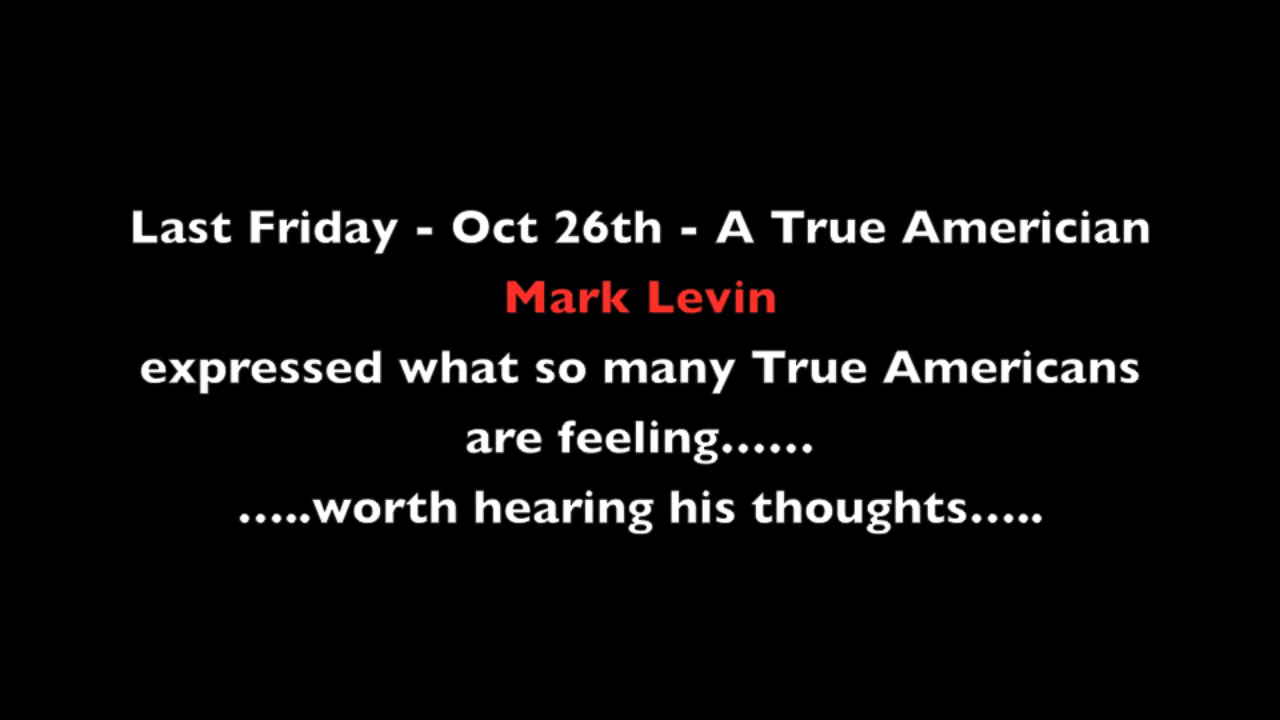 Last Friday - Oct 26th - A True Americian
Mark Levin
expressed what so many True Americans
are feeling......
.....worth hearing his thoughts.....